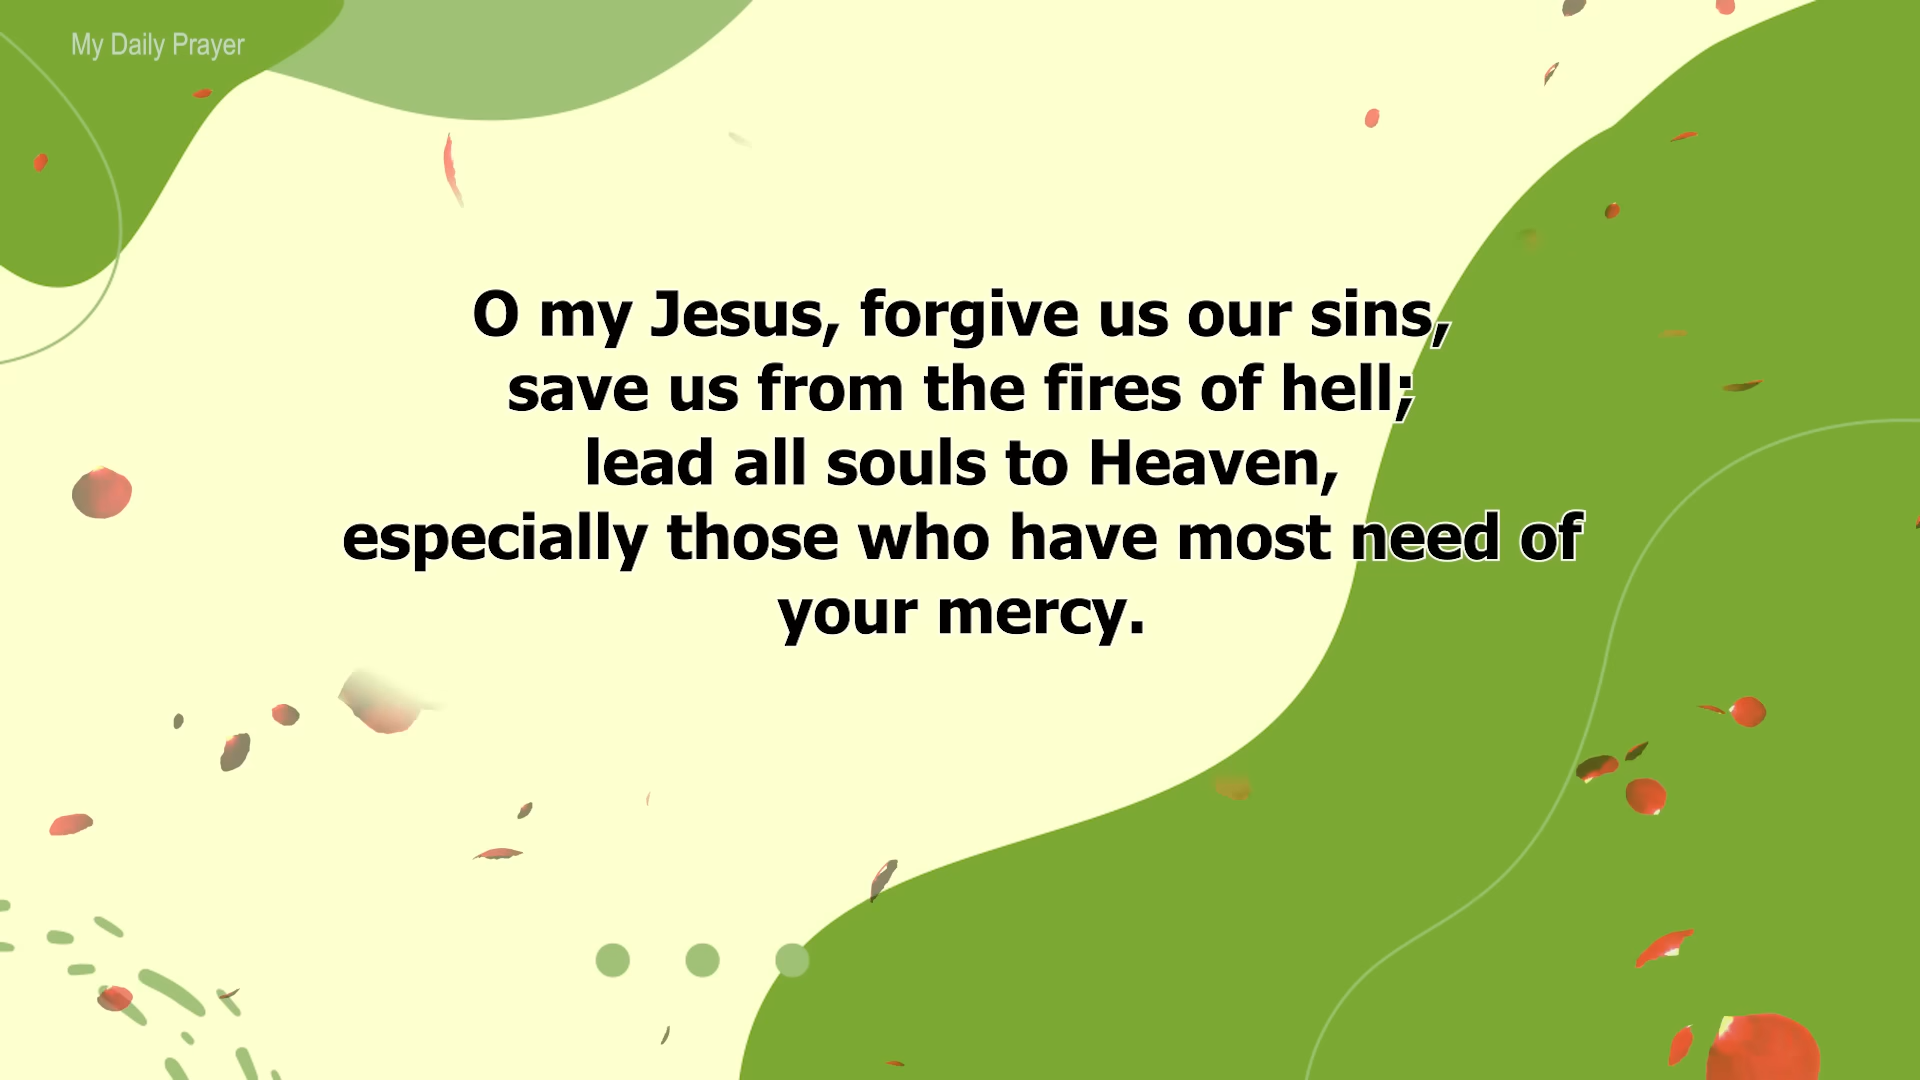 My Daily Prayer
O my Jesus, forgive us our sins,
save us from the fires of hell;
lead all souls to Heaven,
especially those who have most need of
your mercy.